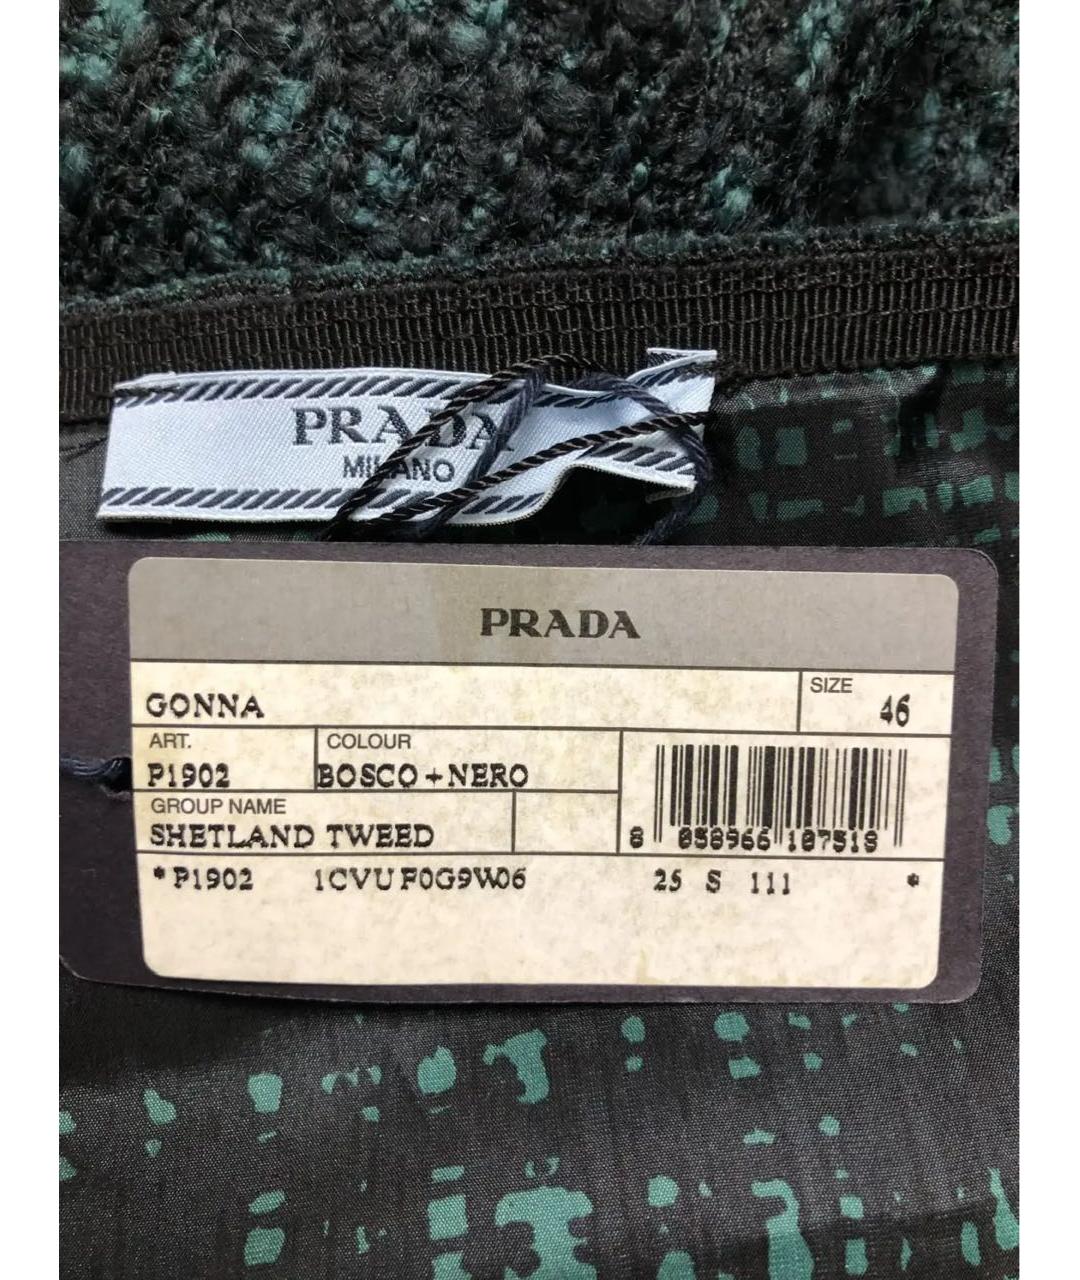 PRADA
MILANO
PRADA
GONNA
SIZE
46
ART.
COLOUR
P1902
BOSCO+NERO
GROUP NAME
SHETLAND TWEED
8 058966 187518
*P1902 1CVU F0G9W06 25 S 111 *